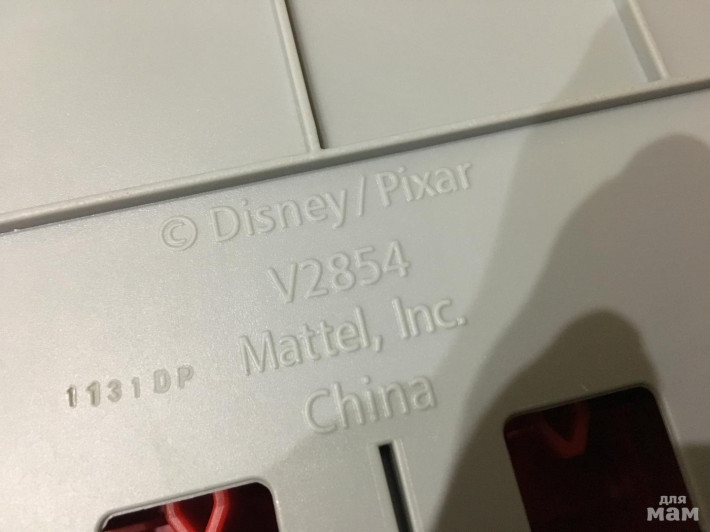 © Disney/Pixar
V2854
Mattel, Inc.
1131DP
China
для
мам